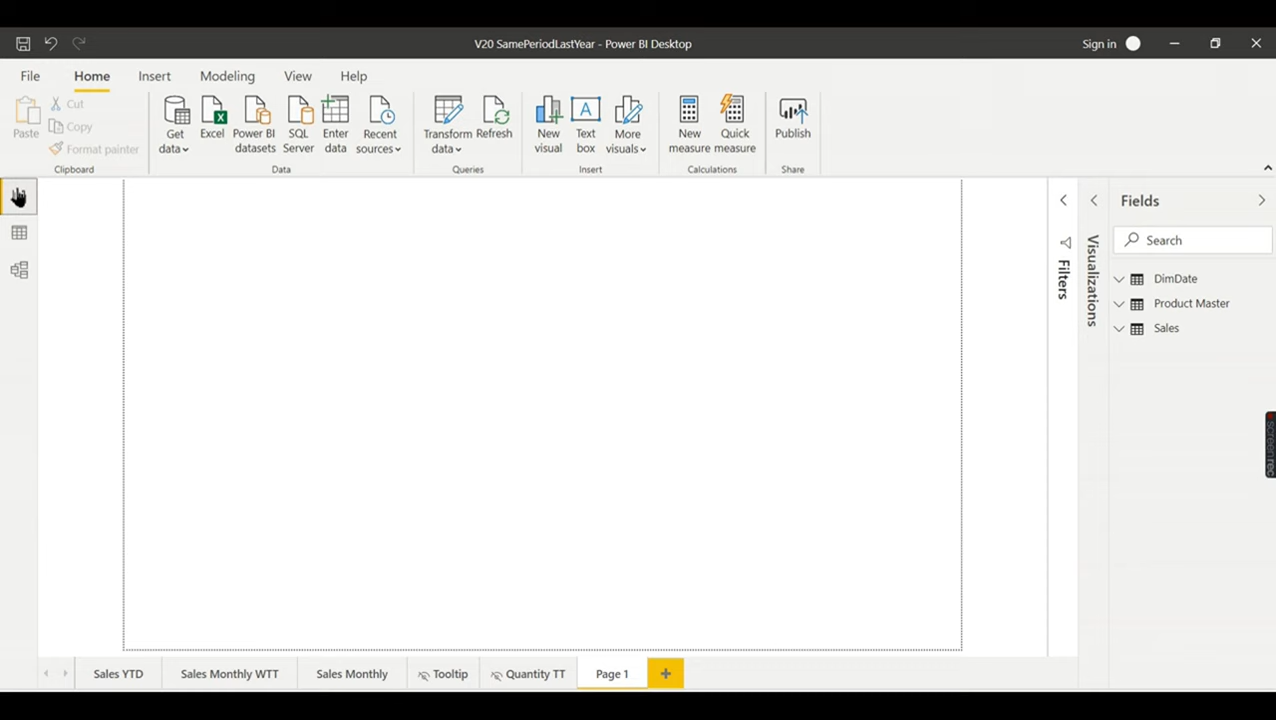 V20 SamePeriodLastYear - Power BI Desktop
Sign in
File Home Insert Modeling View Help
Paste
Cut
Copy
Format painter
Clipboard
Get data
Excel
Power BI datasets
SQL Server
Enter data
Recent sources
Data
Transform data
Refresh
Queries
New visual
A
Text box
More visuals
Insert
New measure
Quick measure
Calculations
Publish
Share
Filters
Visualizations
Fields
Search
DimDate
Product Master
Sales
screenrec
Sales YTD
Sales Monthly WTT
Sales Monthly
Tooltip
Quantity TT
Page 1